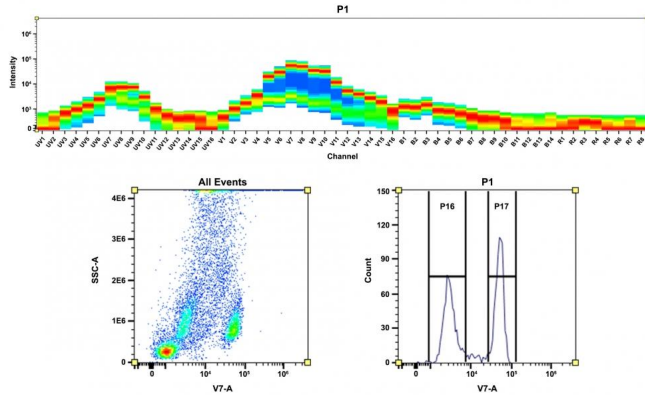 P1
Intensity
10⁶
10⁵
10⁴
10³
0
UV1 UV2 UV3 UV4 UV5 UV6 UV7 UV8 UV9 UV10 UV11 UV12 UV13 UV14 UV15 UV16 V1 V2 V3 V4 V5 V6 V7 V8 V9 V10 V11 V12 V13 V14 V15 V16 B1 B2 B3 B4 B5 B6 B7 B8 B9 B10 B11 B12 B13 B14 R1 R2 R3 R4 R5 R6 R7 R8
Channel
All Events
SSC-A
4E6
3E6
2E6
1E6
0
0 10⁴ 10⁵ 10⁶
V7-A
P1
Count
150
120
90
60
30
0
P16 P17
0 10⁴ 10⁵ 10⁶
V7-A